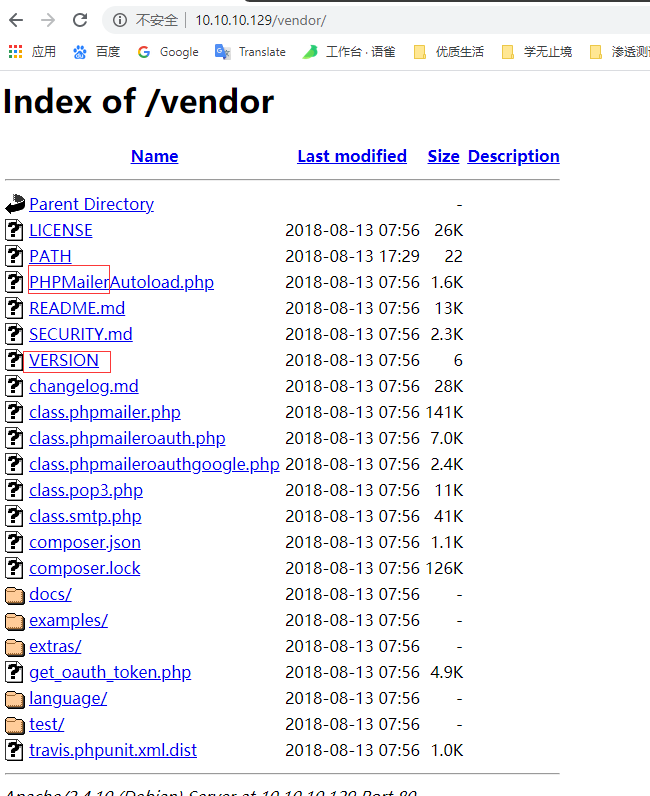 不安全 | 10.10.10.129/vendor/
应用 百度 Google Translate 工作台 · 语雀 优质生活 学无止境 渗透测试
Index of /vendor
Name Last modified Size Description
Parent Directory -
LICENSE 2018-08-13 07:56 26K
PATH 2018-08-13 17:29 22
PHPMailerAutoload.php 2018-08-13 07:56 1.6K
README.md 2018-08-13 07:56 13K
SECURITY.md 2018-08-13 07:56 2.3K
VERSION 2018-08-13 07:56 6
changelog.md 2018-08-13 07:56 28K
class.phpmailer.php 2018-08-13 07:56 141K
class.phpmaileroauth.php 2018-08-13 07:56 7.0K
class.phpmaileroauthgoogle.php 2018-08-13 07:56 2.4K
class.pop3.php 2018-08-13 07:56 11K
class.smtp.php 2018-08-13 07:56 41K
composer.json 2018-08-13 07:56 1.1K
composer.lock 2018-08-13 07:56 126K
docs/ 2018-08-13 07:56 -
examples/ 2018-08-13 07:56 -
extras/ 2018-08-13 07:56 -
get_oauth_token.php 2018-08-13 07:56 4.9K
language/ 2018-08-13 07:56 -
test/ 2018-08-13 07:56 -
travis.phpunit.xml.dist 2018-08-13 07:56 1.0K
Apache/2.4.10 (Debian) Server at 10.10.10.129 Port 80